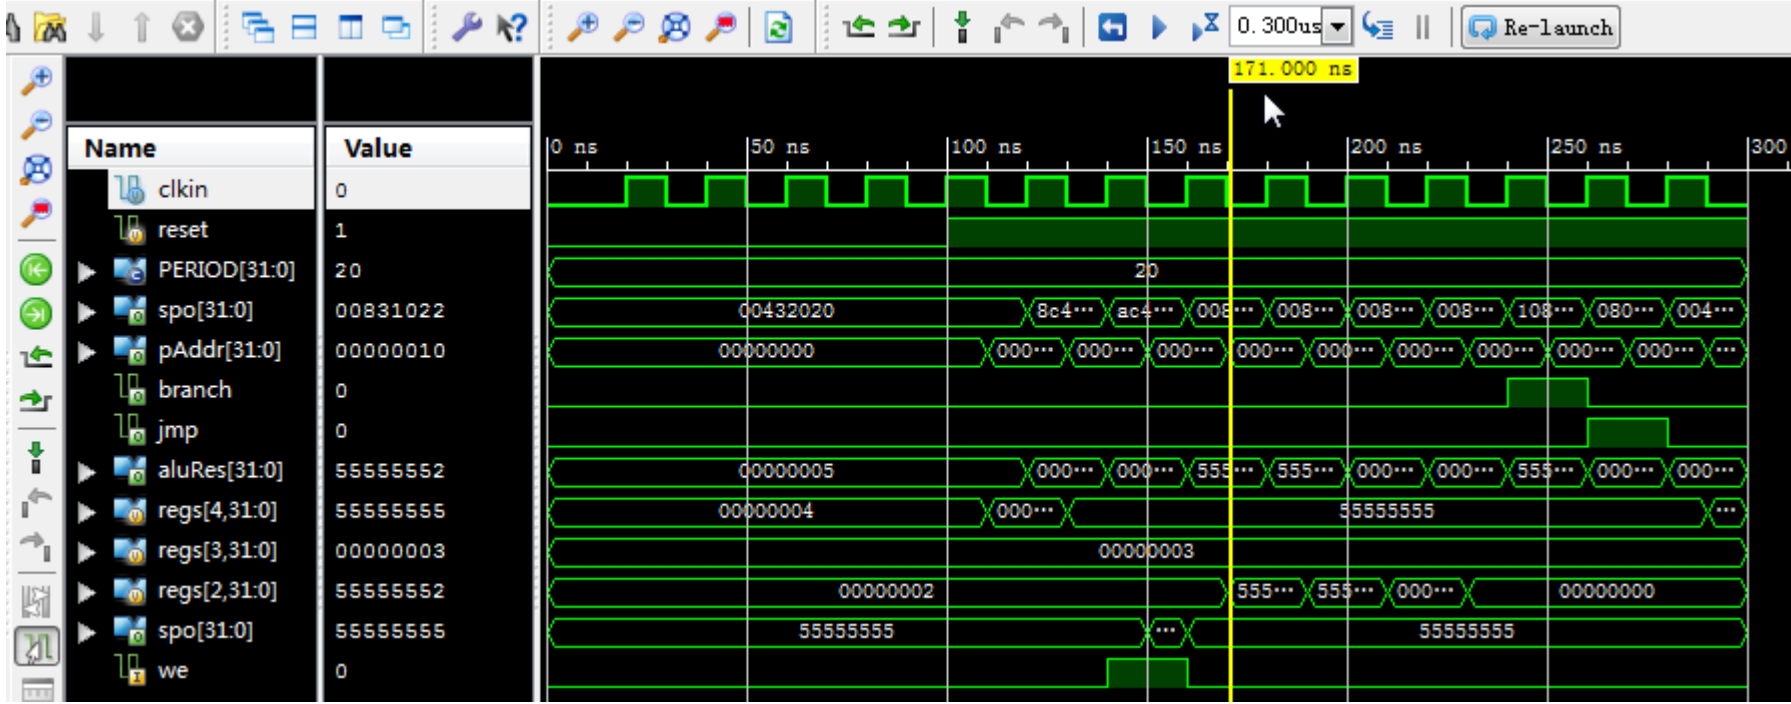 0.300us Re-launch
171.000 ns
Name Value
0 ns 50 ns 100 ns 150 ns 200 ns 250 ns 300
clkin 0
reset 1
PERIOD[31:0] 20 20
spo[31:0] 00831022 00432020 8c4··· ac4··· 008··· 008··· 008··· 008··· 108··· 080··· 004···
pAddr[31:0] 00000010 00000000 000··· 000··· 000··· 000··· 000··· 000··· 000··· 000··· 000··· ···
branch 0
jmp 0
aluRes[31:0] 55555552 00000005 000··· 000··· 555··· 555··· 000··· 000··· 555··· 000··· 000···
regs[4,31:0] 55555555 00000004 000··· 55555555 ···
regs[3,31:0] 00000003 00000003
regs[2,31:0] 55555552 00000002 555··· 555··· 000··· 00000000
spo[31:0] 55555555 55555555 ··· 55555555
we 0